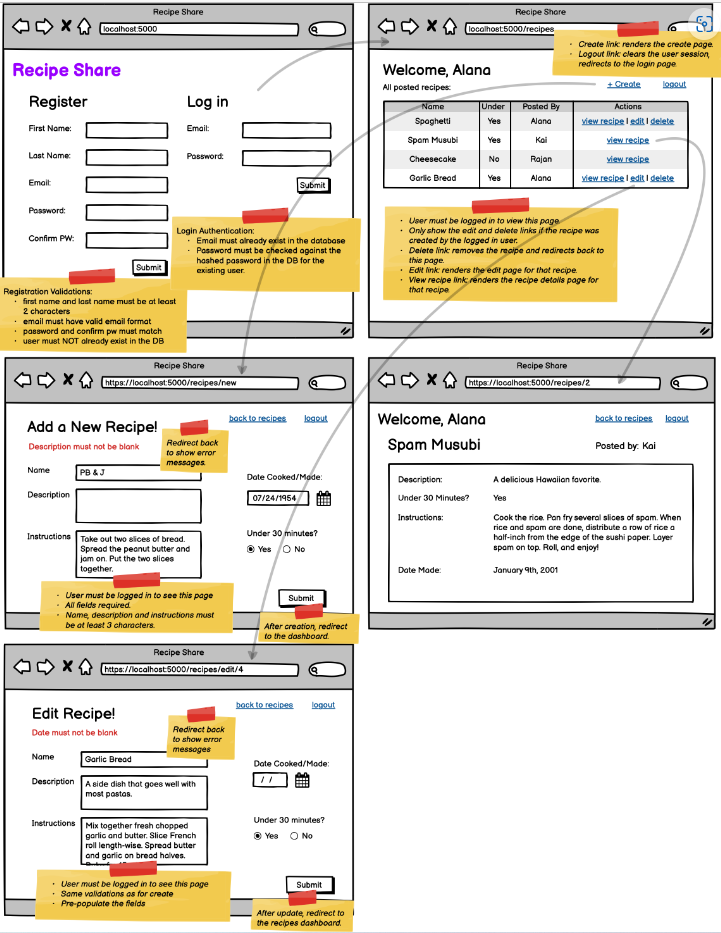 Recipe Share
localhost:5000
Recipe Share
Register
Log in
First Name:
Last Name:
Email:
Password:
Confirm PW:
Submit
Email:
Password:
Submit
Login Authentication:
• Email must already exist in the database
• Password must be checked against the
hashed password in the DB for the
existing user.
Registration Validations:
• first name and last name must be at least
2 characters
• email must have valid email format
• password and confirm pw must match
• user must NOT already exist in the DB
Recipe Share
localhost:5000/recipes
• Create link: renders the create page.
• Logout link: clears the user session,
redirects to the login page.
Welcome, Alana
All posted recipes:
+ Create
logout
Name Under Posted By Actions
Spaghetti Yes Alana view recipe | edit | delete
Spam Musubi Yes Kai view recipe
Cheesecake No Rajan view recipe
Garlic Bread Yes Alana view recipe | edit | delete
• User must be logged in to view this page.
• Only show the edit and delete links if the recipe was
created by the logged in user.
• Delete link: removes the recipe and redirects back to
this page.
• Edit link: renders the edit page for that recipe.
• View recipe link: renders the recipe details page for
that recipe.
Recipe Share
https://localhost:5000/recipes/new
back to recipes
logout
Add a New Recipe!
Description must not be blank
Redirect back
to show error
messages.
Name
PB & J
Description
Instructions
Take out two slices of bread.
Spread the peanut butter and
jam on. Put the two slices
together.
Date Cooked/Made:
07/24/1954
Under 30 minutes?
Yes No
Submit
• User must be logged in to see this page
• All fields required.
• Name, description and instructions must
be at least 3 characters.
After creation, redirect
to the dashboard.
Recipe Share
https://localhost:5000/recipes/2
Welcome, Alana
back to recipes
logout
Spam Musubi
Posted by: Kai
Description: A delicious Hawaiian favorite.
Under 30 Minutes? Yes
Instructions: Cook the rice. Pan fry several slices of spam. When
rice and spam are done, distribute a row of rice a
half-inch from the edge of the sushi paper. Layer
spam on top. Roll, and enjoy!
Date Made: January 9th, 2001
Recipe Share
https://localhost:5000/recipes/edit/4
back to recipes
logout
Edit Recipe!
Date must not be blank
Redirect back
to show error
messages
Name
Garlic Bread
Description
A side dish that goes well with
most pastas.
Instructions
Mix together fresh chopped
garlic and butter. Slice French
roll length-wise. Spread butter
and garlic on bread halves.
Date Cooked/Made:
/ /
Under 30 minutes?
Yes No
Submit
• User must be logged in to see this page
• Same validations as for create
• Pre-populate the fields
After update, redirect to
the recipes dashboard.